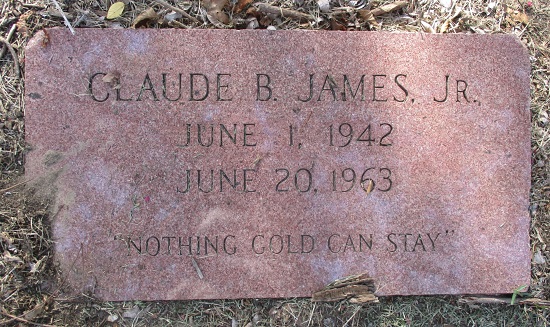 CLAUDE B. JAMES, JR.
JUNE 1, 1942
JUNE 20, 1963
"NOTHING GOLD CAN STAY"